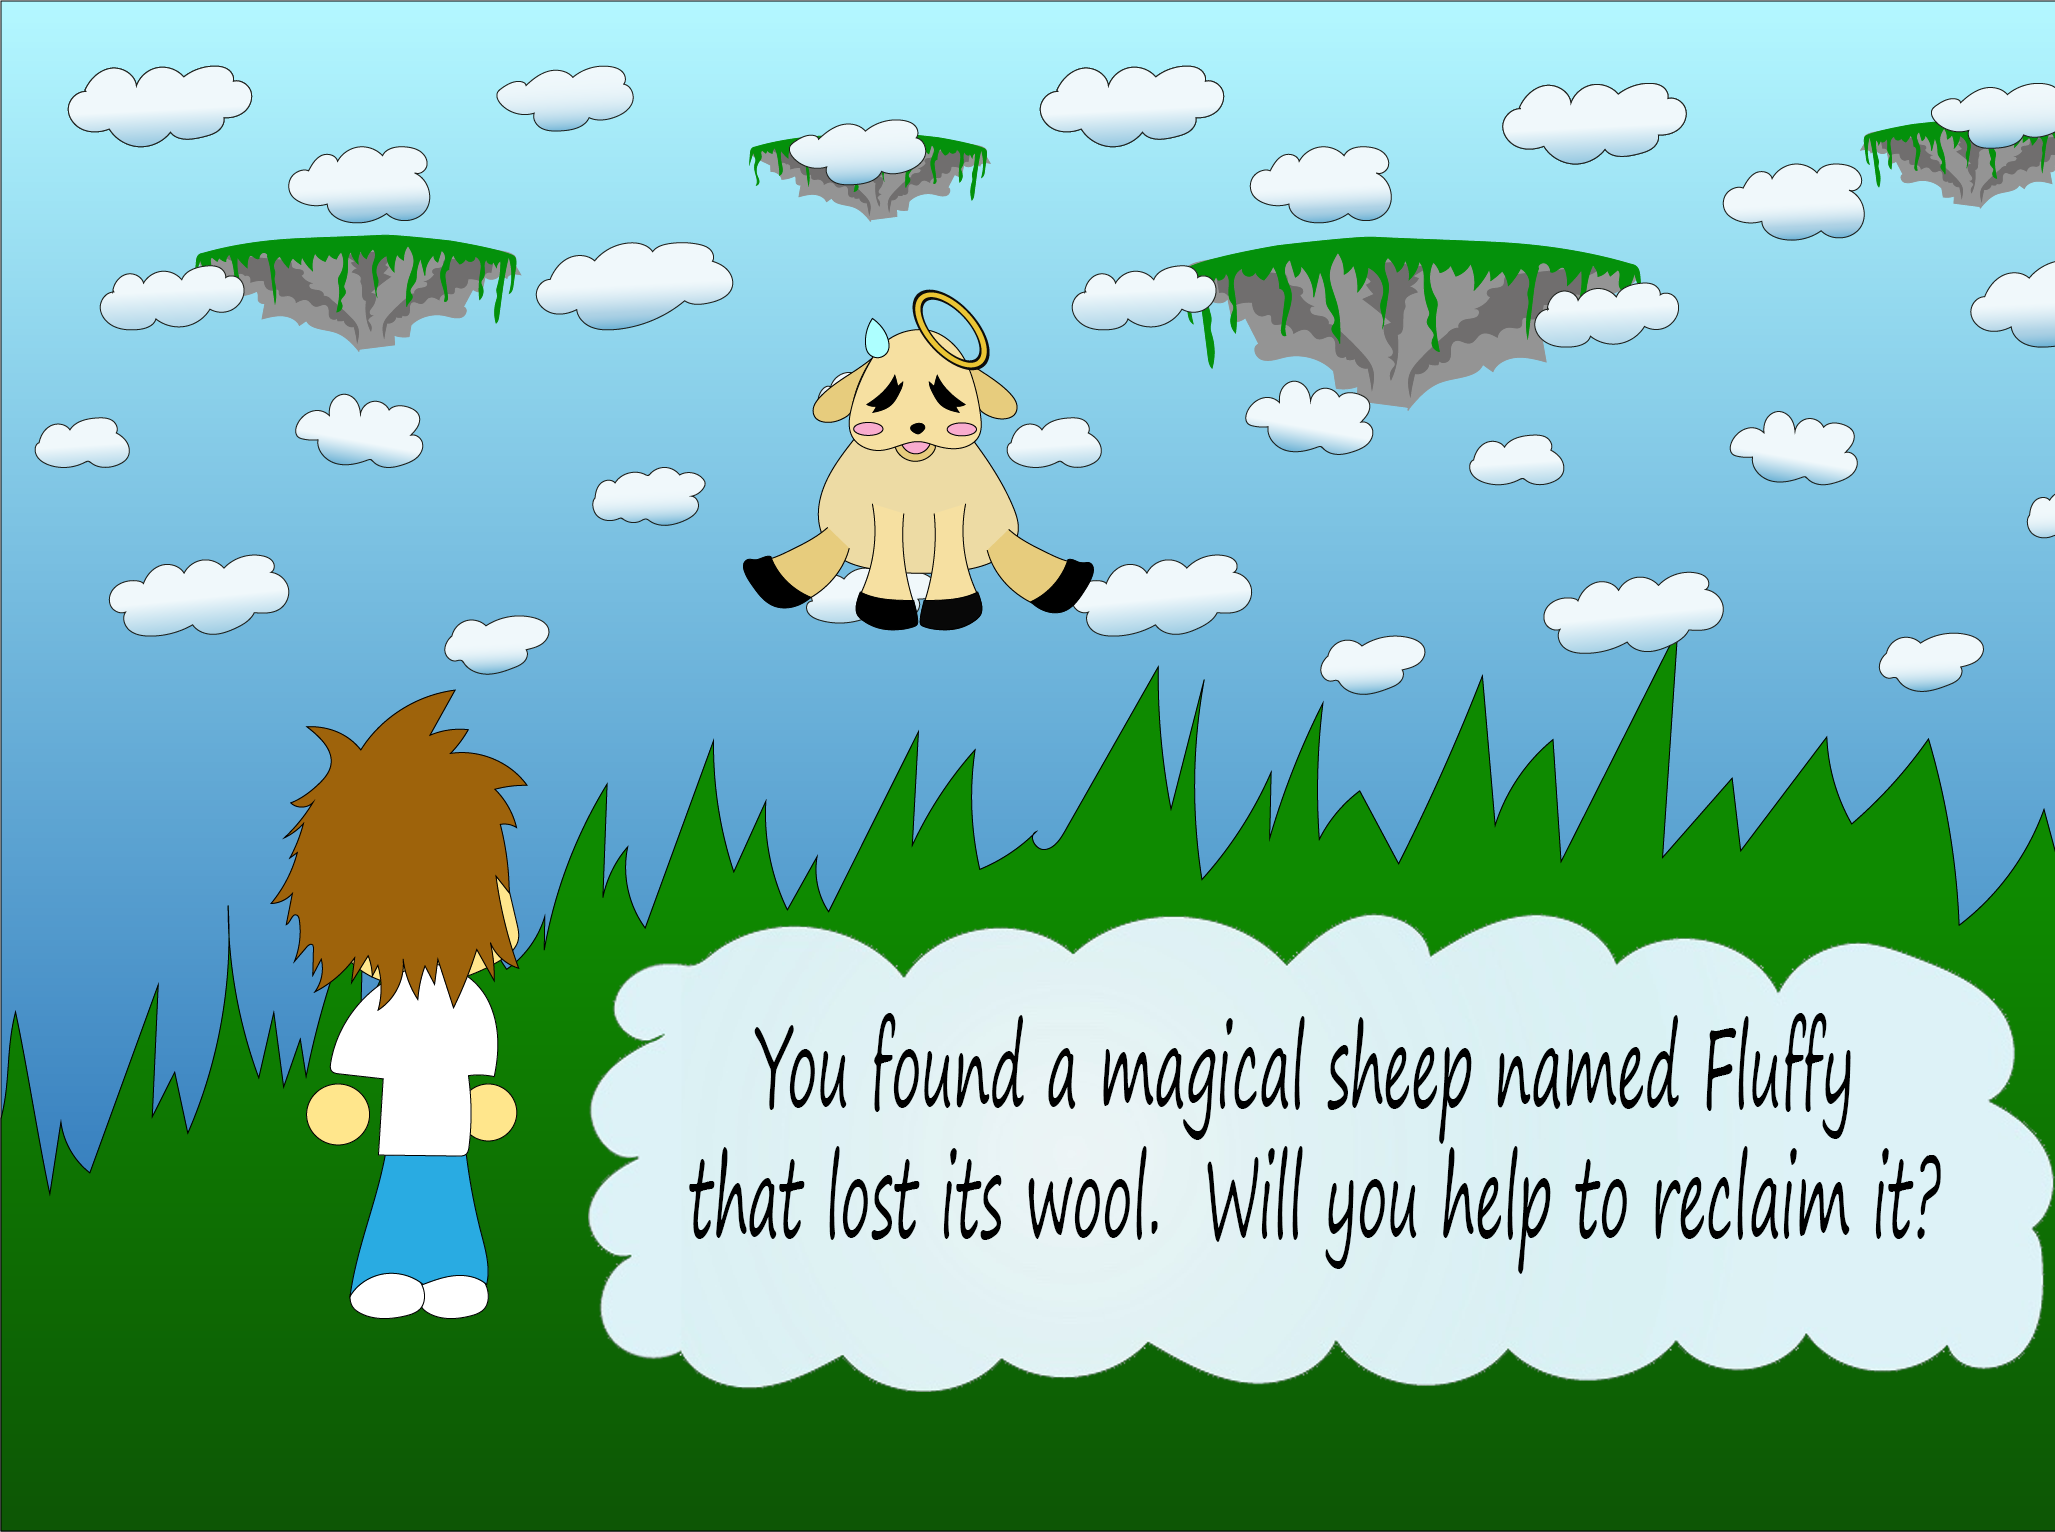 You found a magical sheep named Fluffy
that lost its wool.  Will you help to reclaim it?